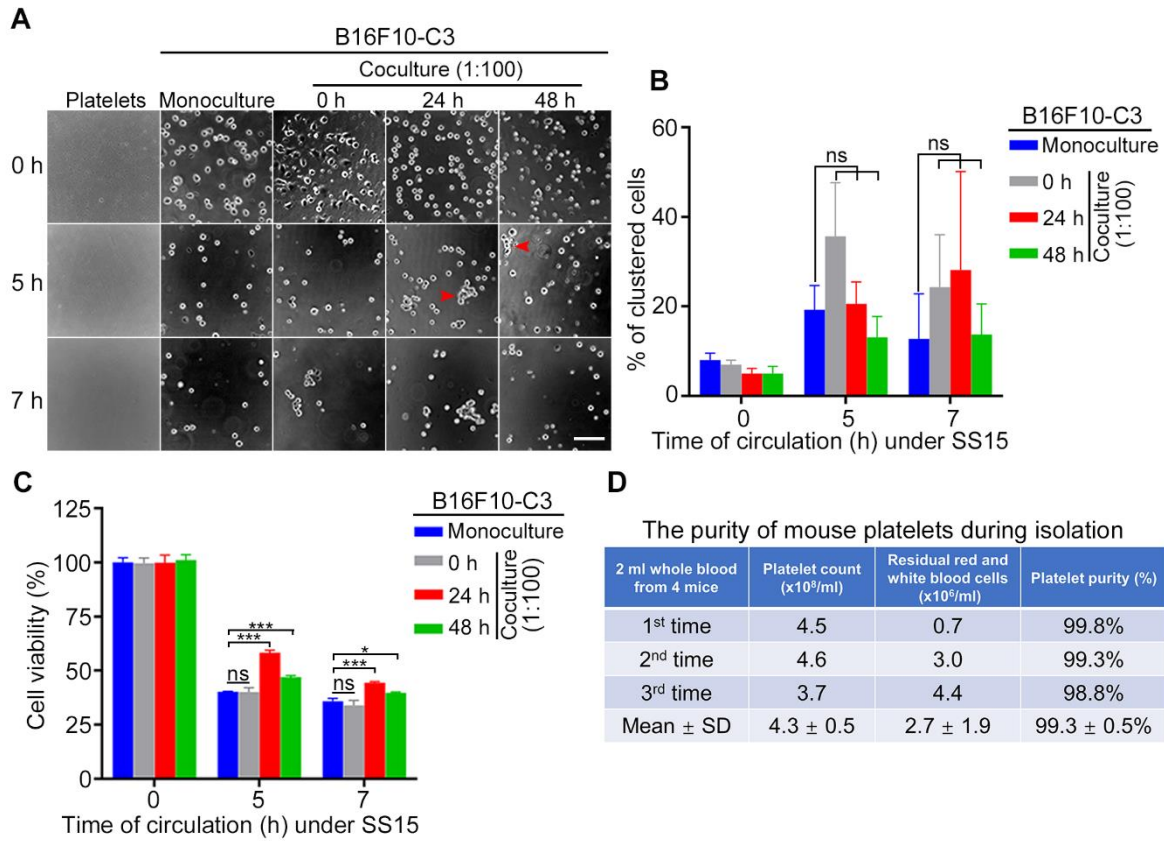 A
B16F10-C3
Coculture (1:100)
Platelets Monoculture 0 h 24 h 48 h
0 h
5 h
7 h
B
% of clustered cells
60
40
20
0
ns
ns
0 5 7
Time of circulation (h) under SS15
B16F10-C3
Monoculture
0 h
24 h
48 h
Coculture
(1:100)
C
Cell viability (%)
125
100
75
50
25
0
***
***
ns
*
***
ns
0 5 7
Time of circulation (h) under SS15
B16F10-C3
Monoculture
0 h
24 h
48 h
Coculture
(1:100)
D
The purity of mouse platelets during isolation
2 ml whole blood
from 4 mice
Platelet count
(x10⁸/ml)
Residual red and
white blood cells
(x10⁶/ml)
Platelet purity (%)
1ˢᵗ time 4.5 0.7 99.8%
2ⁿᵈ time 4.6 3.0 99.3%
3ʳᵈ time 3.7 4.4 98.8%
Mean ± SD 4.3 ± 0.5 2.7 ± 1.9 99.3 ± 0.5%